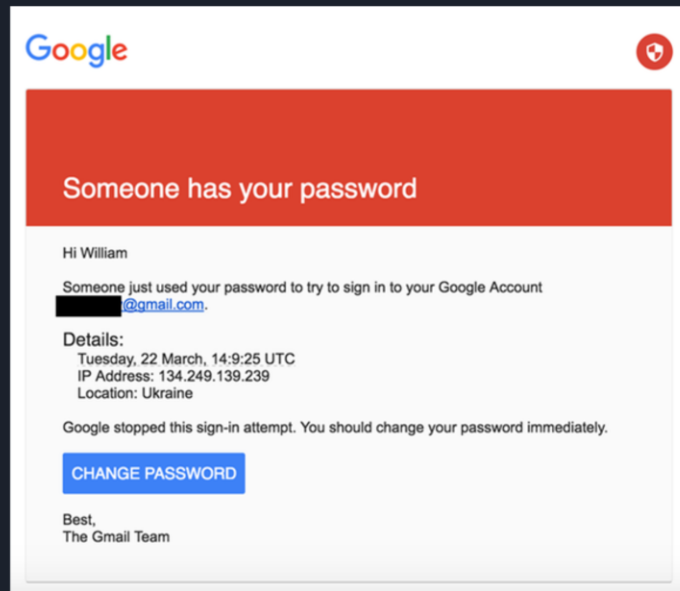 Google
Someone has your password
Hi William
Someone just used your password to try to sign in to your Google Account
@gmail.com.
Details:
Tuesday, 22 March, 14:9:25 UTC
IP Address: 134.249.139.239
Location: Ukraine
Google stopped this sign-in attempt. You should change your password immediately.
CHANGE PASSWORD
Best,
The Gmail Team